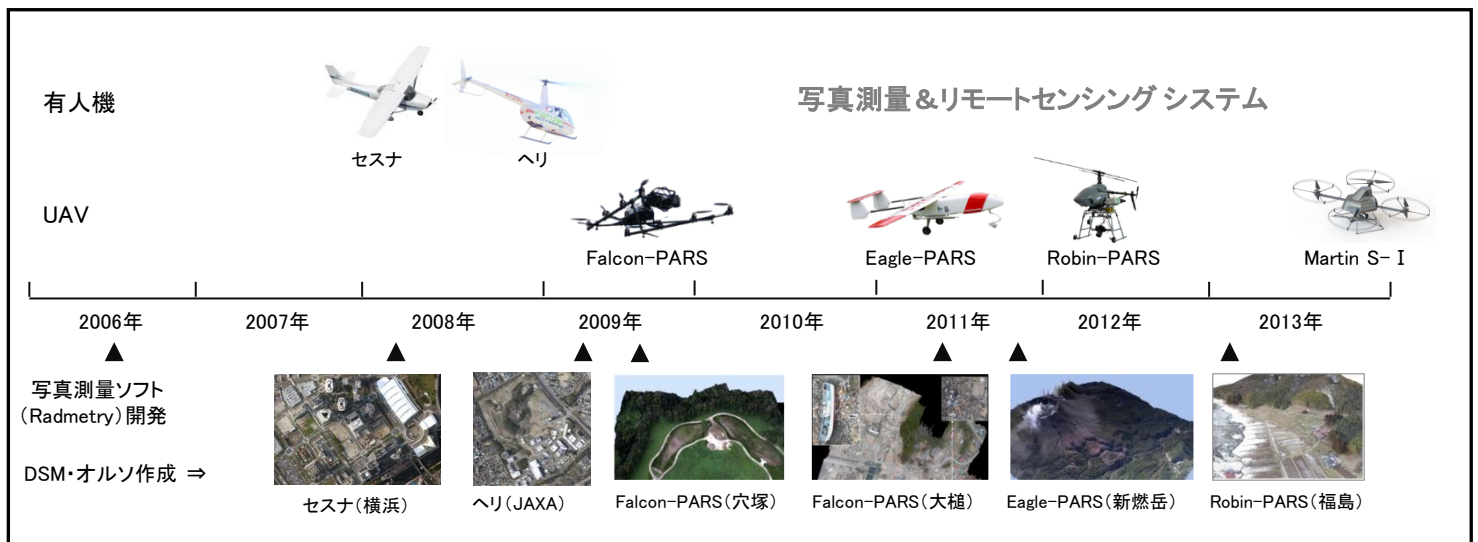 有人機
写真測量&リモートセンシング システム
セスナ
ヘリ
UAV
Falcon-PARS
Eagle-PARS
Robin-PARS
Martin S-Ⅰ
2006年
2007年
2008年
2009年
2010年
2011年
2012年
2013年
写真測量ソフト
(Radmetry)開発
DSM・オルソ作成 ⇒
セスナ(横浜)
ヘリ(JAXA)
Falcon-PARS(穴塚)
Falcon-PARS(大槌)
Eagle-PARS(新燃岳)
Robin-PARS(福島)